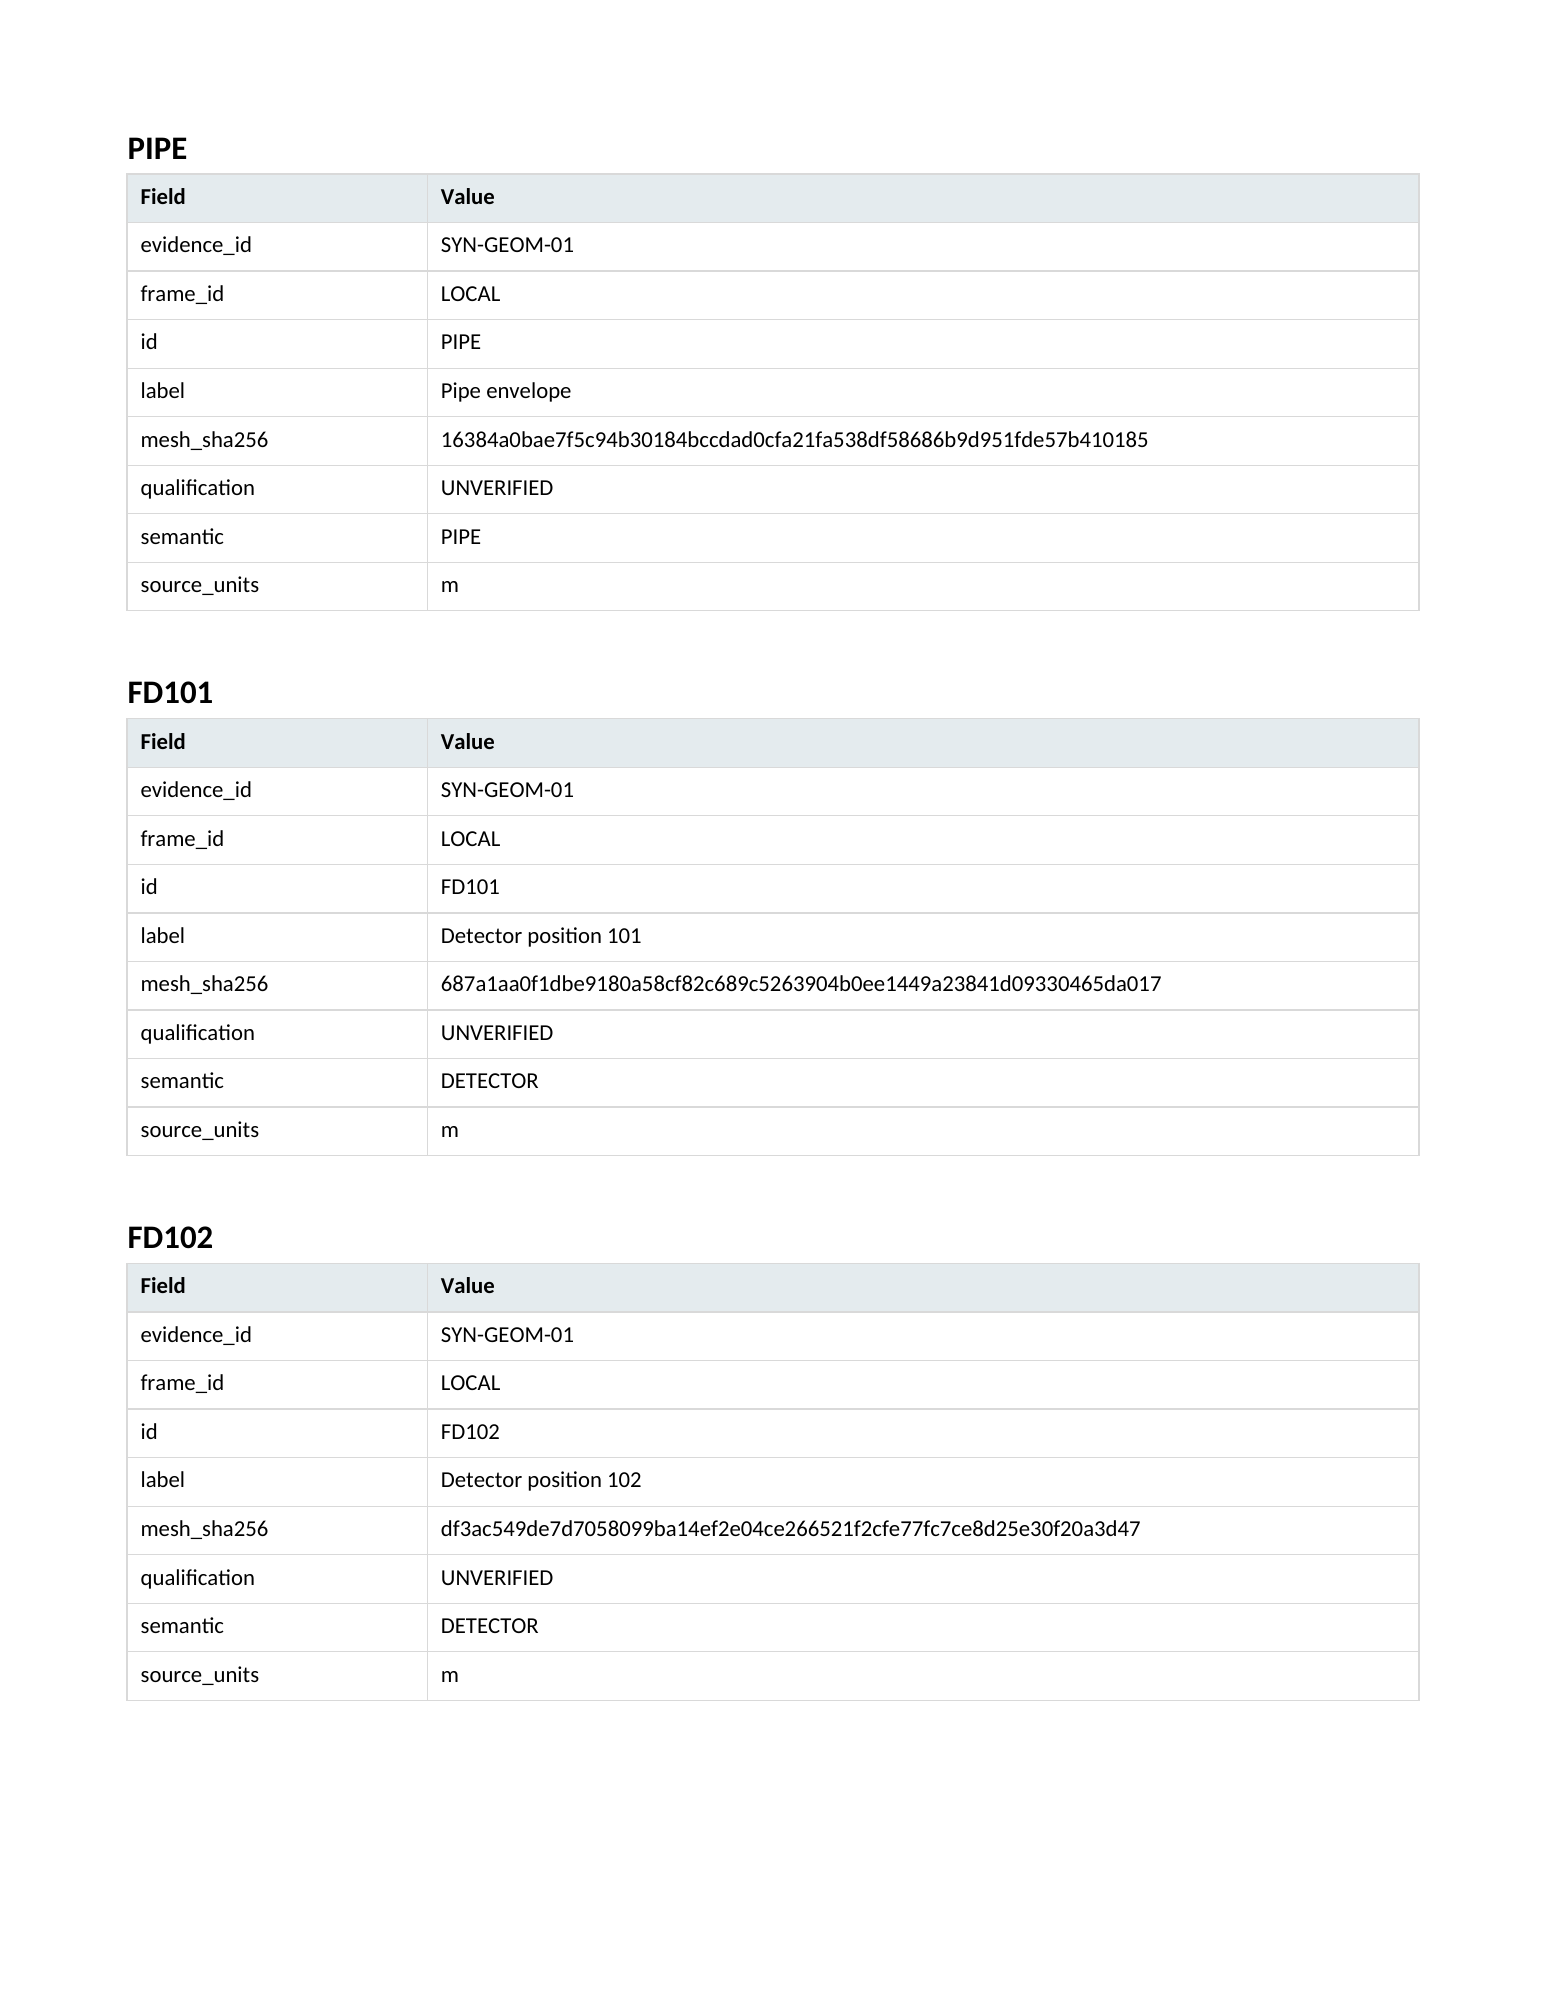 PIPE
Field Value
evidence_id SYN-GEOM-01
frame_id LOCAL
id PIPE
label Pipe envelope
mesh_sha256 16384a0bae7f5c94b30184bccdad0cfa21fa538df58686b9d951fde57b410185
qualification UNVERIFIED
semantic PIPE
source_units m
FD101
Field Value
evidence_id SYN-GEOM-01
frame_id LOCAL
id FD101
label Detector position 101
mesh_sha256 687a1aa0f1dbe9180a58cf82c689c5263904b0ee1449a23841d09330465da017
qualification UNVERIFIED
semantic DETECTOR
source_units m
FD102
Field Value
evidence_id SYN-GEOM-01
frame_id LOCAL
id FD102
label Detector position 102
mesh_sha256 df3ac549de7d7058099ba14ef2e04ce266521f2cfe77fc7ce8d25e30f20a3d47
qualification UNVERIFIED
semantic DETECTOR
source_units m